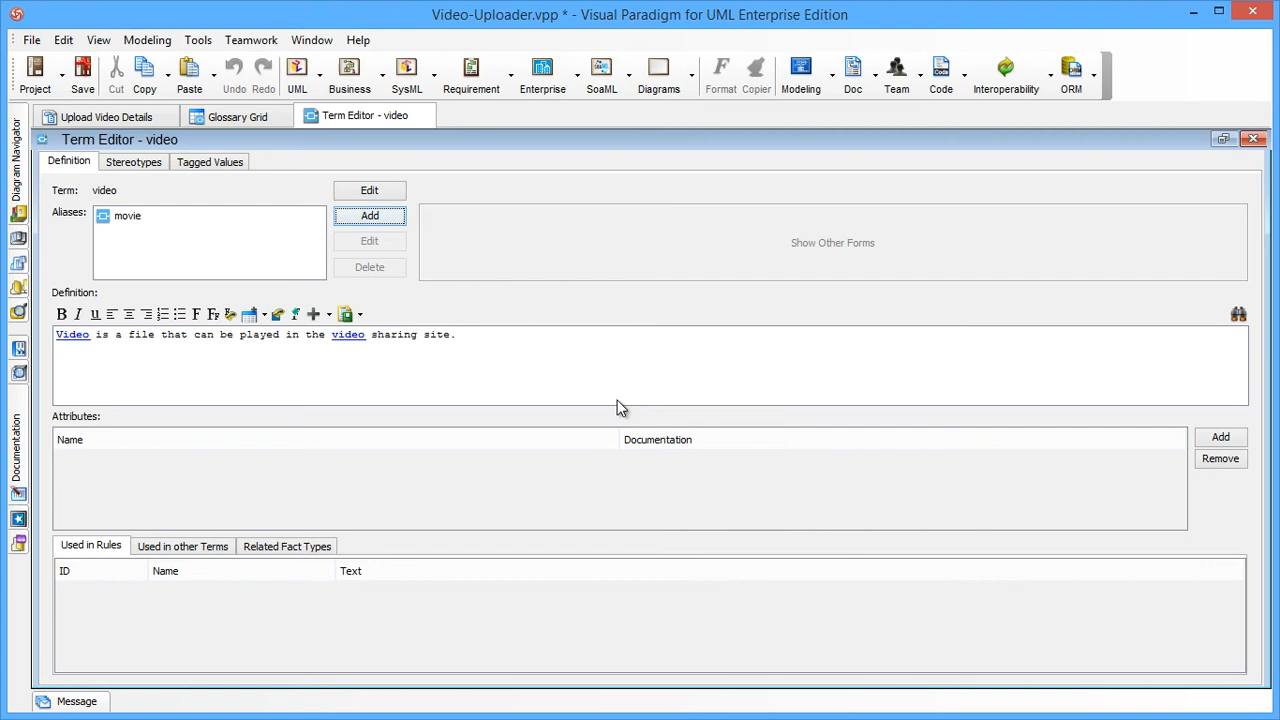 Video-Uploader.vpp * - Visual Paradigm for UML Enterprise Edition
File Edit View Modeling Tools Teamwork Window Help
Project Save Cut Copy Paste Undo Redo UML Business SysML Requirement Enterprise SoaML Diagrams Format Copier Modeling Doc Team Code Interoperability ORM
Upload Video Details Glossary Grid Term Editor - video
Term Editor - video
Diagram Navigator
Definition Stereotypes Tagged Values
Term: video Edit
Aliases: movie Add
Show Other Forms
Edit
Delete
Definition:
B I U F
Video is a file that can be played in the video sharing site.
Attributes:
Name Documentation Add
Remove
Documentation
Used in Rules Used in other Terms Related Fact Types
ID Name Text
Message